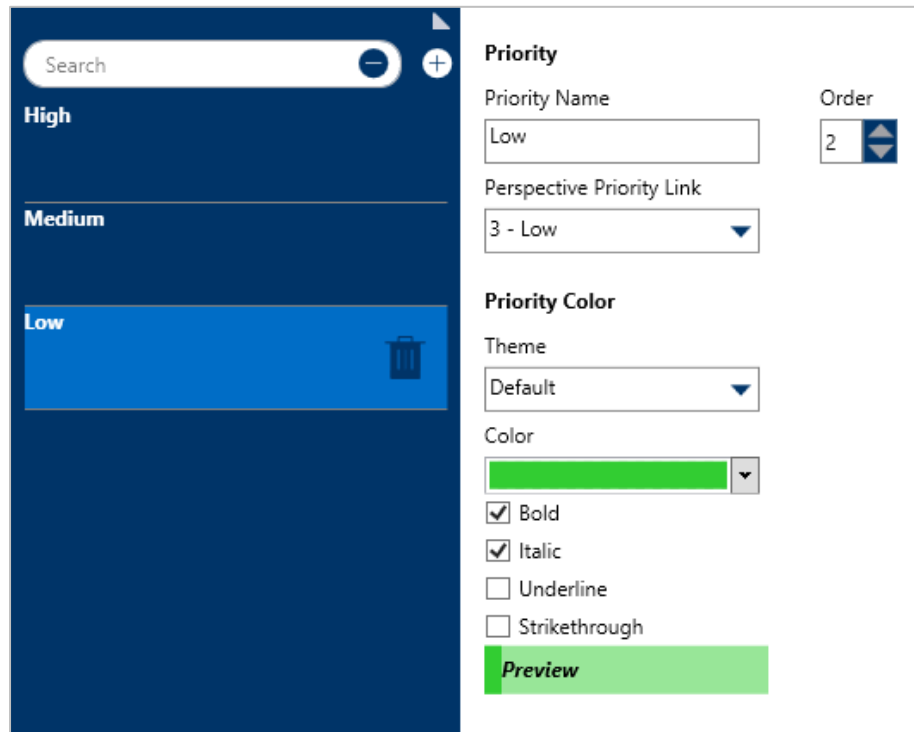 Search
High
Medium
Low
Priority
Priority Name
Order
Low
2
Perspective Priority Link
3 - Low
Priority Color
Theme
Default
Color
Bold
Italic
Underline
Strikethrough
Preview